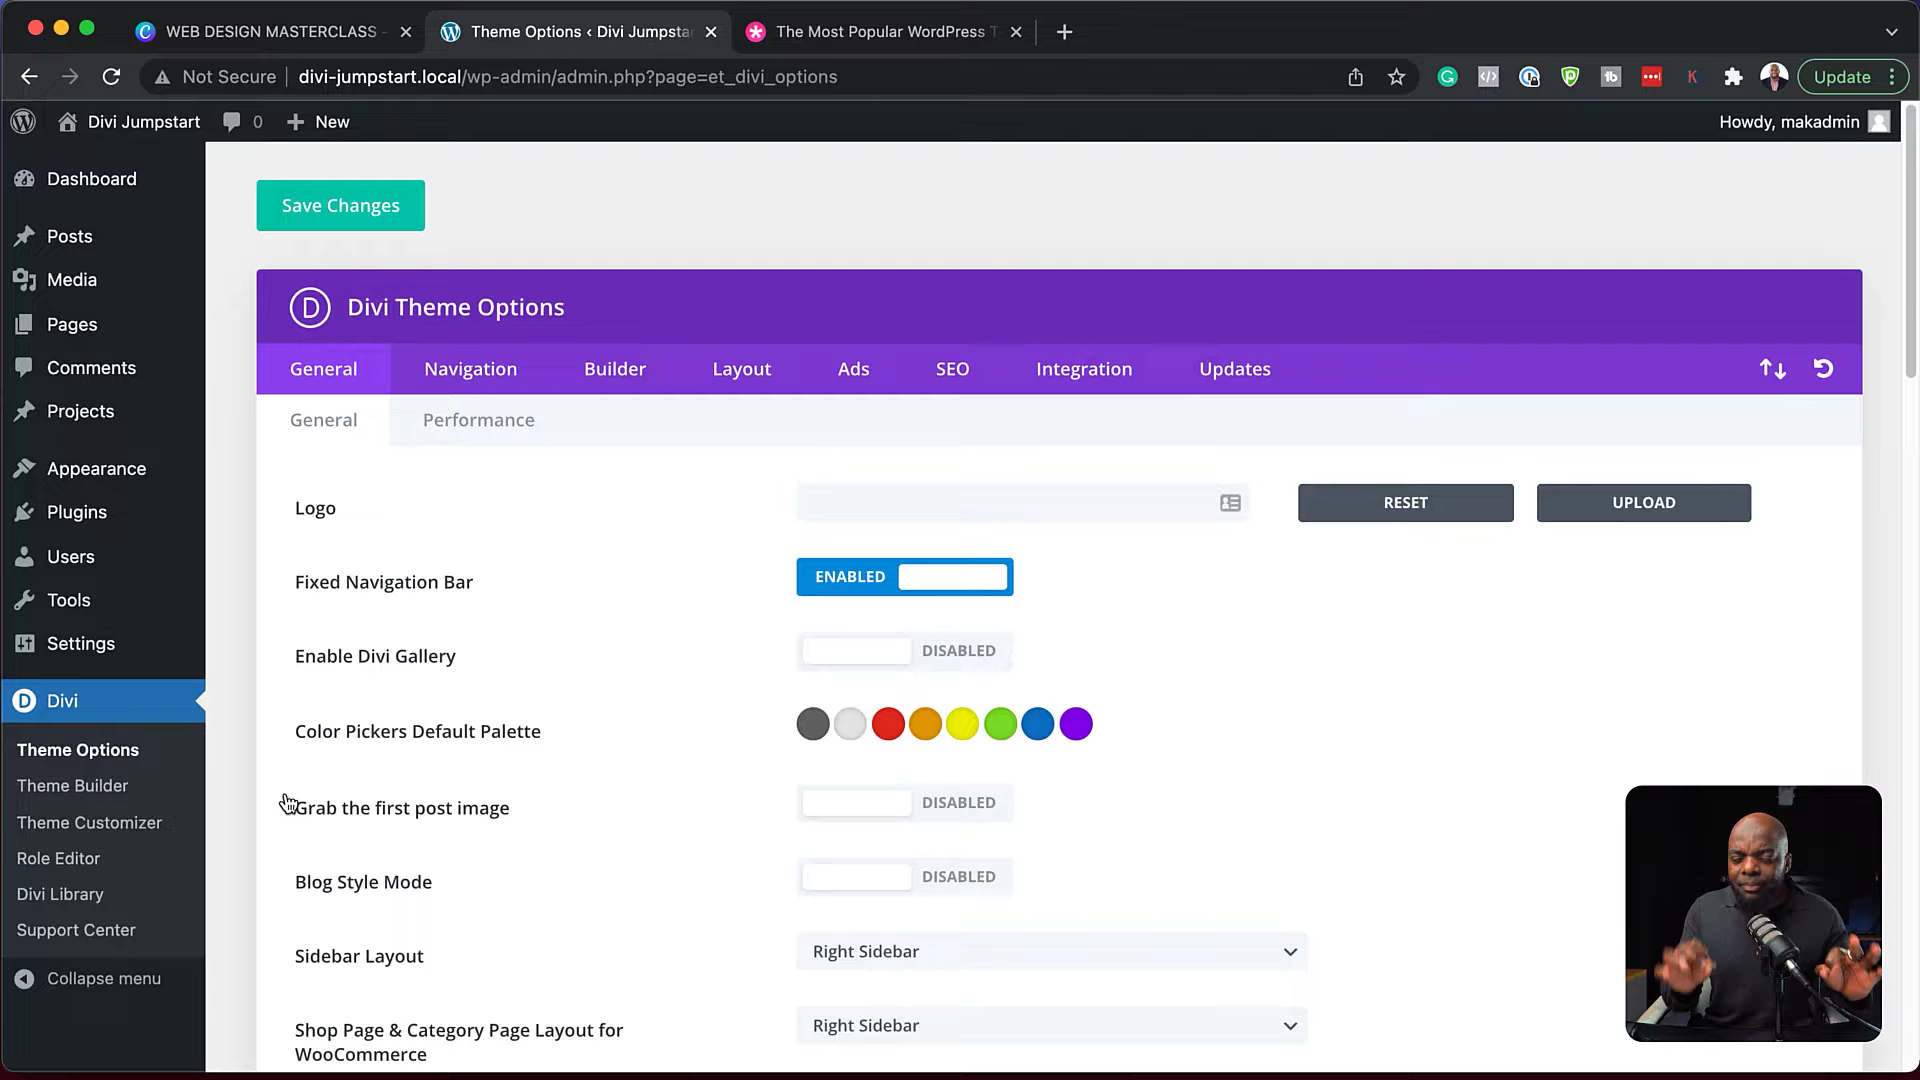 WEB DESIGN MASTERCLASS -
Theme Options ‹ Divi Jumpsta
The Most Popular WordPress T
Not Secure
divi-jumpstart.local/wp-admin/admin.php?page=et_divi_options
Update
Divi Jumpstart
0
New
Howdy, makadmin
Dashboard
Posts
Media
Pages
Comments
Projects
Appearance
Plugins
Users
Tools
Settings
Divi
Theme Options
Theme Builder
Theme Customizer
Role Editor
Divi Library
Support Center
Collapse menu
Save Changes
Divi Theme Options
General
Navigation
Builder
Layout
Ads
SEO
Integration
Updates
General
Performance
Logo
RESET
UPLOAD
Fixed Navigation Bar
ENABLED
Enable Divi Gallery
DISABLED
Color Pickers Default Palette
Grab the first post image
DISABLED
Blog Style Mode
DISABLED
Sidebar Layout
Right Sidebar
Shop Page & Category Page Layout for
WooCommerce
Right Sidebar